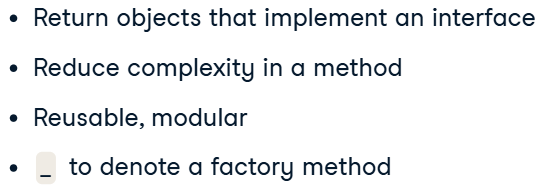 • Return objects that implement an interface
• Reduce complexity in a method
• Reusable, modular
• _ to denote a factory method